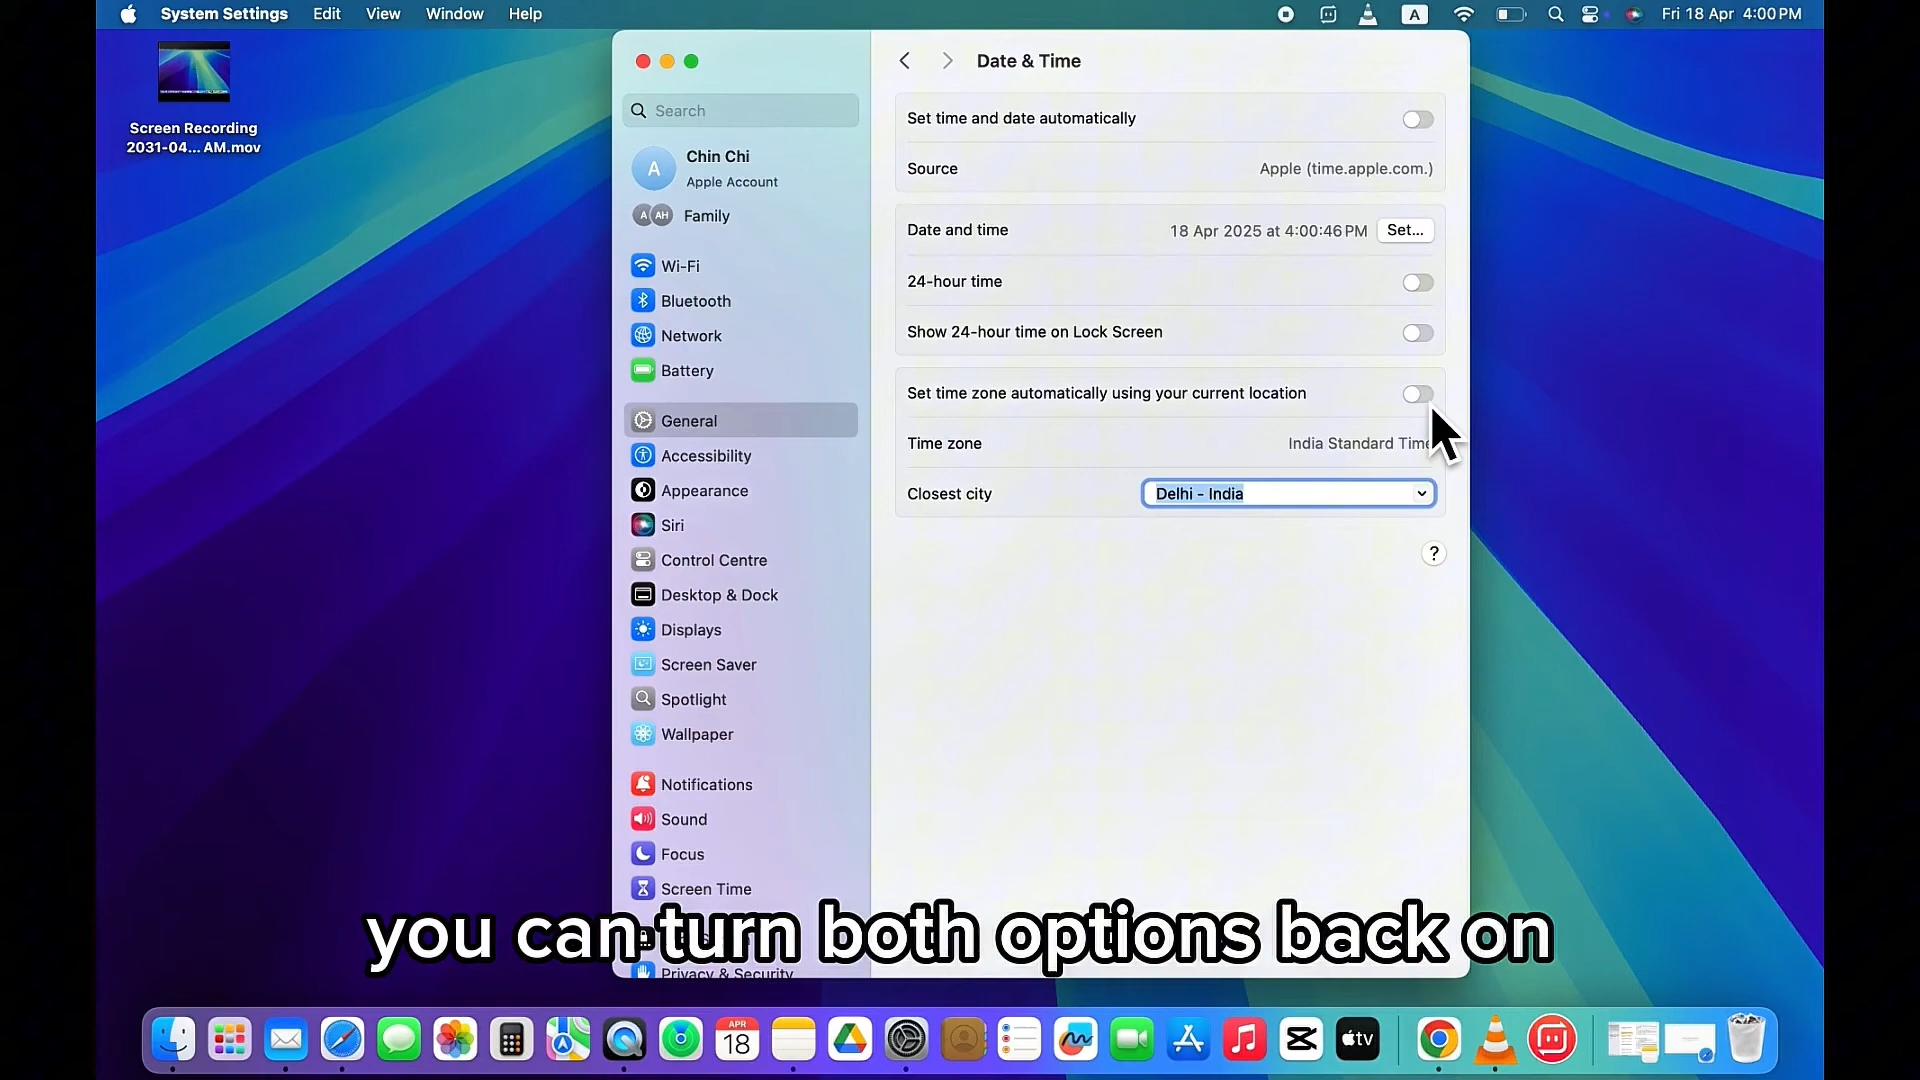 System Settings Edit View Window Help A Fri 18 Apr 4:00 PM
Screen Recording
2031-04... AM.mov
Search
A
Chin Chi
Apple Account
A AH Family
Wi-Fi
Bluetooth
Network
Battery
General
Accessibility
Appearance
Siri
Control Centre
Desktop & Dock
Displays
Screen Saver
Spotlight
Wallpaper
Notifications
Sound
Focus
Screen Time
Privacy & Security
Date & Time
Set time and date automatically
Source Apple (time.apple.com.)
Date and time 18 Apr 2025 at 4:00:46 PM Set...
24-hour time
Show 24-hour time on Lock Screen
Set time zone automatically using your current location
Time zone India Standard Time
Closest city Delhi - India
?
you can turn both options back on
APR
18
tv